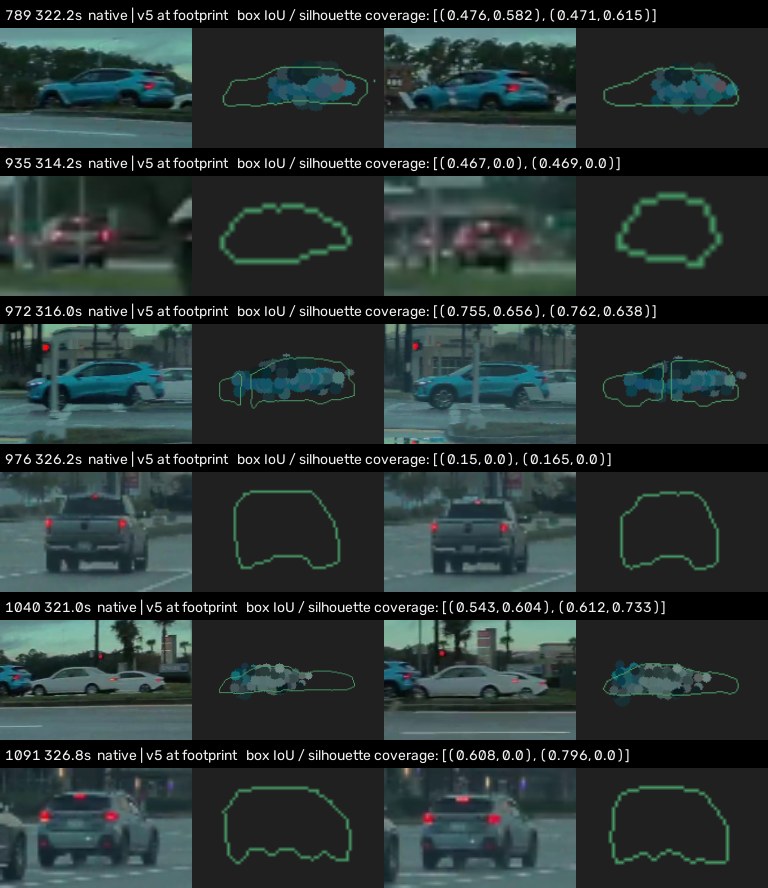 789 322.2s native | v5 at footprint box IoU / silhouette coverage: [(0.476, 0.582), (0.471, 0.615)]
935 314.2s native | v5 at footprint box IoU / silhouette coverage: [(0.467, 0.0), (0.469, 0.0)]
972 316.0s native | v5 at footprint box IoU / silhouette coverage: [(0.755, 0.656), (0.762, 0.638)]
976 326.2s native | v5 at footprint box IoU / silhouette coverage: [(0.15, 0.0), (0.165, 0.0)]
1040 321.0s native | v5 at footprint box IoU / silhouette coverage: [(0.543, 0.604), (0.612, 0.733)]
1091 326.8s native | v5 at footprint box IoU / silhouette coverage: [(0.608, 0.0), (0.796, 0.0)]